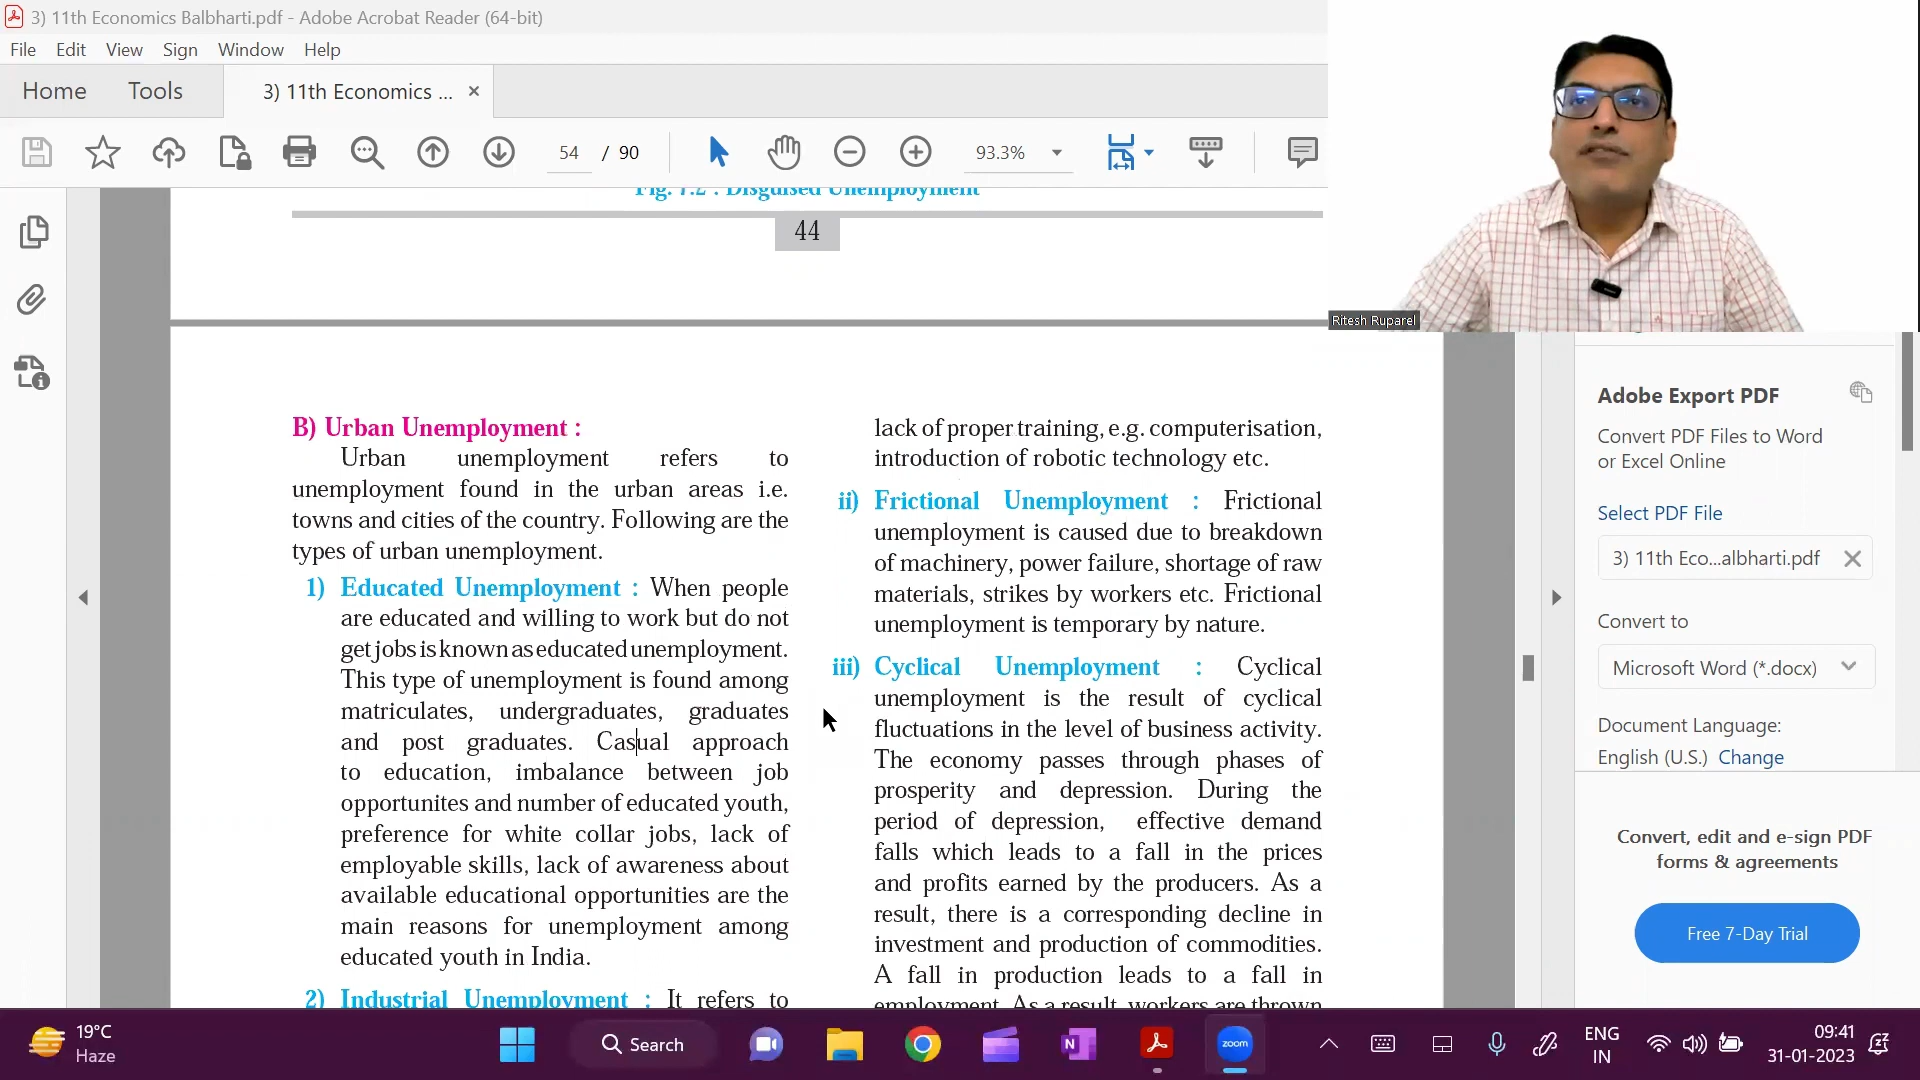 3) 11th Economics Balbharti.pdf - Adobe Acrobat Reader (64-bit)
File Edit View Sign Window Help
Home Tools 3) 11th Economics ... ×
54 / 90 93.3%
Fig. 7.2 : Disguised Unemployment
44
Ritesh Ruparel
B) Urban Unemployment :
Urban unemployment refers to
unemployment found in the urban areas i.e.
towns and cities of the country. Following are the
types of urban unemployment.
1) Educated Unemployment : When people
are educated and willing to work but do not
get jobs is known as educated unemployment.
This type of unemployment is found among
matriculates, undergraduates, graduates
and post graduates. Casual approach
to education, imbalance between job
opportunites and number of educated youth,
preference for white collar jobs, lack of
employable skills, lack of awareness about
available educational opportunities are the
main reasons for unemployment among
educated youth in India.
2) Industrial Unemployment : It refers to
lack of proper training, e.g. computerisation,
introduction of robotic technology etc.
ii) Frictional Unemployment : Frictional
unemployment is caused due to breakdown
of machinery, power failure, shortage of raw
materials, strikes by workers etc. Frictional
unemployment is temporary by nature.
iii) Cyclical Unemployment : Cyclical
unemployment is the result of cyclical
fluctuations in the level of business activity.
The economy passes through phases of
prosperity and depression. During the
period of depression, effective demand
falls which leads to a fall in the prices
and profits earned by the producers. As a
result, there is a corresponding decline in
investment and production of commodities.
A fall in production leads to a fall in
employment. As a result, workers are thrown
Adobe Export PDF
Convert PDF Files to Word
or Excel Online
Select PDF File
3) 11th Eco...albharti.pdf
Convert to
Microsoft Word (*.docx)
Document Language:
English (U.S.) Change
Convert, edit and e-sign PDF
forms & agreements
Free 7-Day Trial
19°C
Haze
Search
zoom
ENG
IN
09:41
31-01-2023